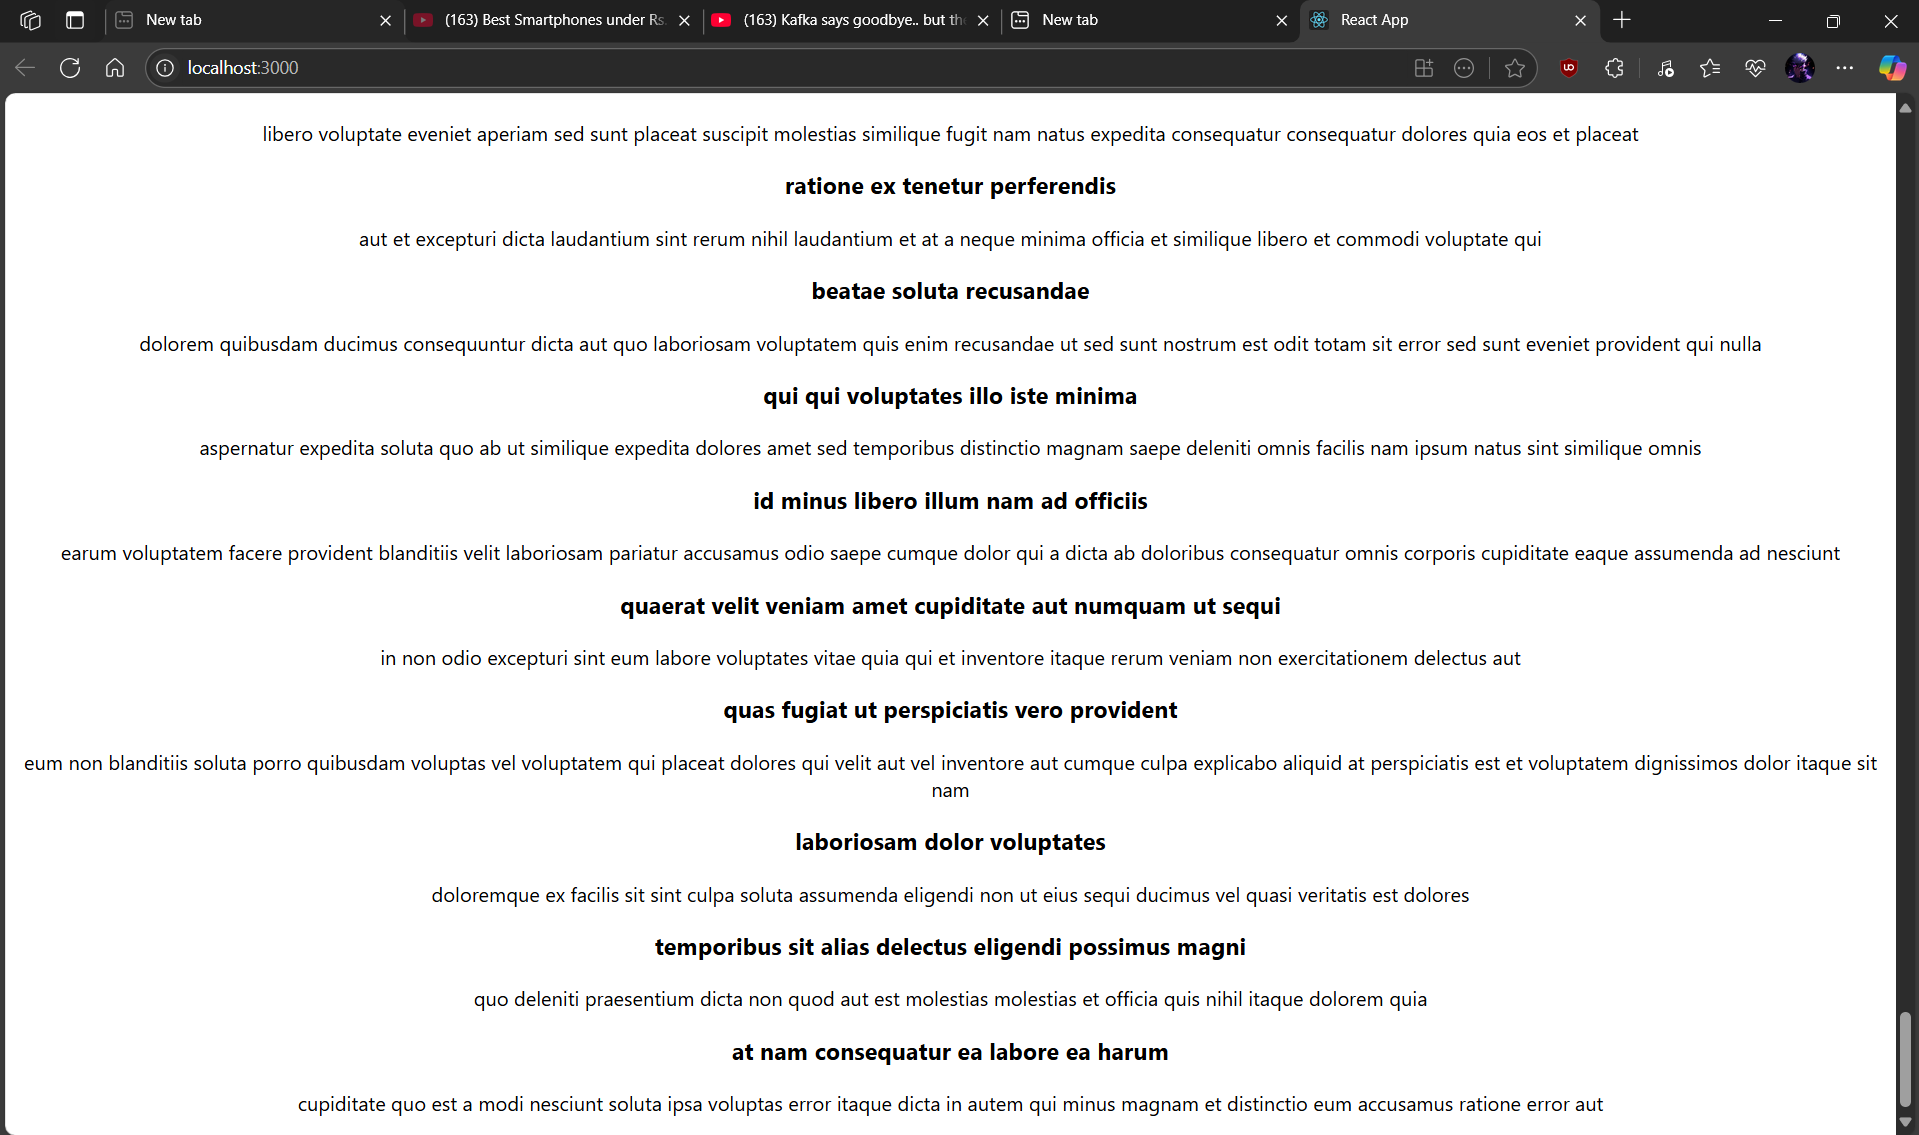 New tab
(163) Best Smartphones under Rs.
(163) Kafka says goodbye.. but the
New tab
React App
localhost:3000
libero voluptate eveniet aperiam sed sunt placeat suscipit molestias similique fugit nam natus expedita consequatur consequatur dolores quia eos et placeat
ratione ex tenetur perferendis
aut et excepturi dicta laudantium sint rerum nihil laudantium et at a neque minima officia et similique libero et commodi voluptate qui
beatae soluta recusandae
dolorem quibusdam ducimus consequuntur dicta aut quo laboriosam voluptatem quis enim recusandae ut sed sunt nostrum est odit totam sit error sed sunt eveniet provident qui nulla
qui qui voluptates illo iste minima
aspernatur expedita soluta quo ab ut similique expedita dolores amet sed temporibus distinctio magnam saepe deleniti omnis facilis nam ipsum natus sint similique omnis
id minus libero illum nam ad officiis
earum voluptatem facere provident blanditiis velit laboriosam pariatur accusamus odio saepe cumque dolor qui a dicta ab doloribus consequatur omnis corporis cupiditate eaque assumenda ad nesciunt
quaerat velit veniam amet cupiditate aut numquam ut sequi
in non odio excepturi sint eum labore voluptates vitae quia qui et inventore itaque rerum veniam non exercitationem delectus aut
quas fugiat ut perspiciatis vero provident
eum non blanditiis soluta porro quibusdam voluptas vel voluptatem qui placeat dolores qui velit aut vel inventore aut cumque culpa explicabo aliquid at perspiciatis est et voluptatem dignissimos dolor itaque sit
nam
laboriosam dolor voluptates
doloremque ex facilis sit sint culpa soluta assumenda eligendi non ut eius sequi ducimus vel quasi veritatis est dolores
temporibus sit alias delectus eligendi possimus magni
quo deleniti praesentium dicta non quod aut est molestias molestias et officia quis nihil itaque dolorem quia
at nam consequatur ea labore ea harum
cupiditate quo est a modi nesciunt soluta ipsa voluptas error itaque dicta in autem qui minus magnam et distinctio eum accusamus ratione error aut